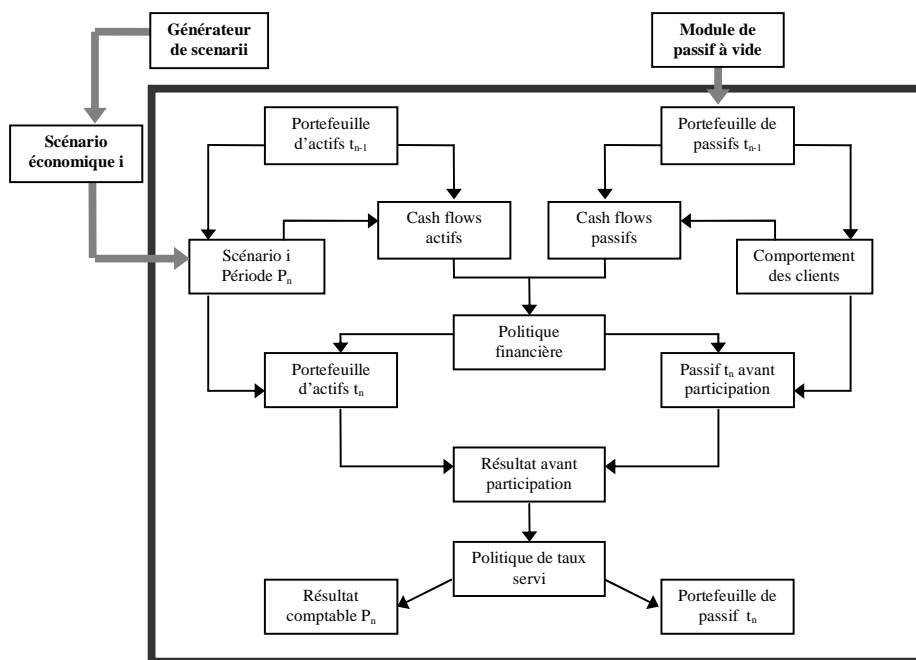 Générateur
de scenarii
Module de
passif à vide
Scénario
économique i
Portefeuille
d'actifs tn-1
Portefeuille de
passifs tn-1
Cash flows
actifs
Cash flows
passifs
Scénario i
Période Pn
Comportement
des clients
Politique
financière
Portefeuille
d'actifs tn
Passif tn avant
participation
Résultat avant
participation
Politique de taux
servi
Résultat
comptable Pn
Portefeuille de
passif tn